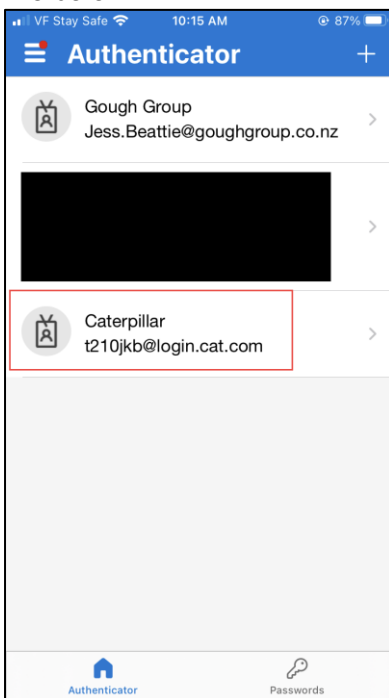 VF Stay Safe 10:15 AM 87%
Authenticator
Gough Group
Jess.Beattie@goughgroup.co.nz
Caterpillar
t210jkb@login.cat.com
Authenticator Passwords